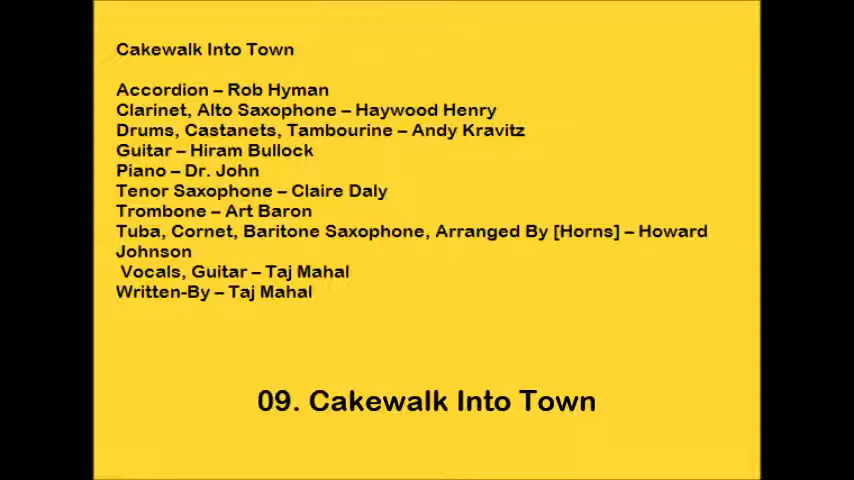 Cakewalk Into Town
Accordion – Rob Hyman
Clarinet, Alto Saxophone – Haywood Henry
Drums, Castanets, Tambourine – Andy Kravitz
Guitar – Hiram Bullock
Piano – Dr. John
Tenor Saxophone – Claire Daly
Trombone – Art Baron
Tuba, Cornet, Baritone Saxophone, Arranged By [Horns] – Howard
Johnson
Vocals, Guitar – Taj Mahal
Written-By – Taj Mahal
09. Cakewalk Into Town